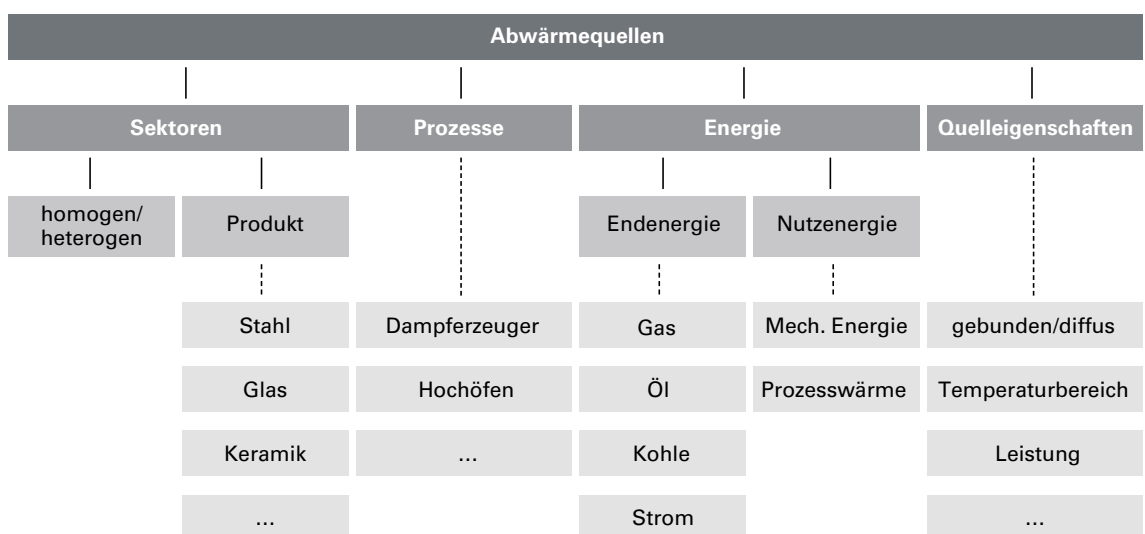 Abwärmequellen
Sektoren
Prozesse
Energie
Quelleigenschaften
homogen/
heterogen
Produkt
Endenergie
Nutzenergie
Stahl
Dampferzeuger
Gas
Mech. Energie
gebunden/diffus
Glas
Hochöfen
Öl
Prozesswärme
Temperaturbereich
Keramik
...
Kohle
Leistung
...
Strom
...